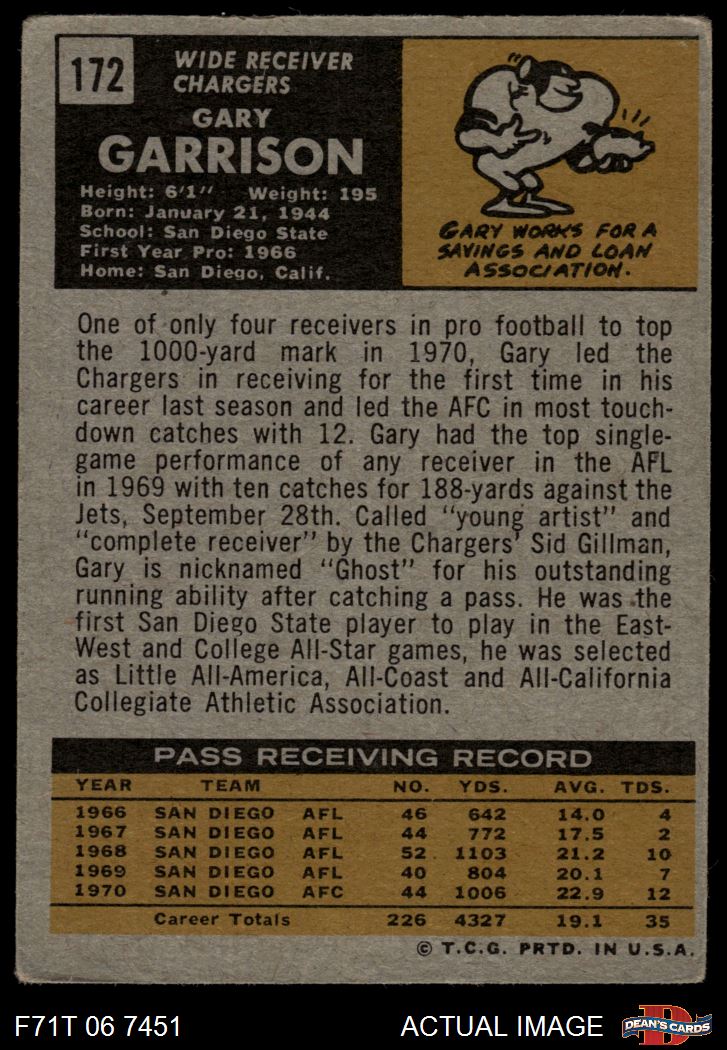 172
WIDE RECEIVER
CHARGERS
GARY
GARRISON
Height: 6'1" Weight: 195
Born: January 21, 1944
School: San Diego State
First Year Pro: 1966
Home: San Diego, Calif.
GARY WORKS FOR A
SAVINGS AND LOAN
ASSOCIATION.
One of only four receivers in pro football to top
the 1000-yard mark in 1970, Gary led the
Chargers in receiving for the first time in his
career last season and led the AFC in most touch-
down catches with 12. Gary had the top single-
game performance of any receiver in the AFL
in 1969 with ten catches for 188-yards against the
Jets, September 28th. Called "young artist" and
"complete receiver" by the Chargers' Sid Gillman,
Gary is nicknamed "Ghost" for his outstanding
running ability after catching a pass. He was the
first San Diego State player to play in the East-
West and College All-Star games, he was selected
as Little All-America, All-Coast and All-California
Collegiate Athletic Association.
PASS RECEIVING RECORD
YEAR TEAM NO. YDS. AVG. TDS.
1966 SAN DIEGO AFL 46 642 14.0 4
1967 SAN DIEGO AFL 44 772 17.5 2
1968 SAN DIEGO AFL 52 1103 21.2 10
1969 SAN DIEGO AFL 40 804 20.1 7
1970 SAN DIEGO AFC 44 1006 22.9 12
Career Totals 226 4327 19.1 35
© T.C.G. PRTD. IN U.S.A.
F71T 06 7451 ACTUAL IMAGE
D
DEAN'S CARDS